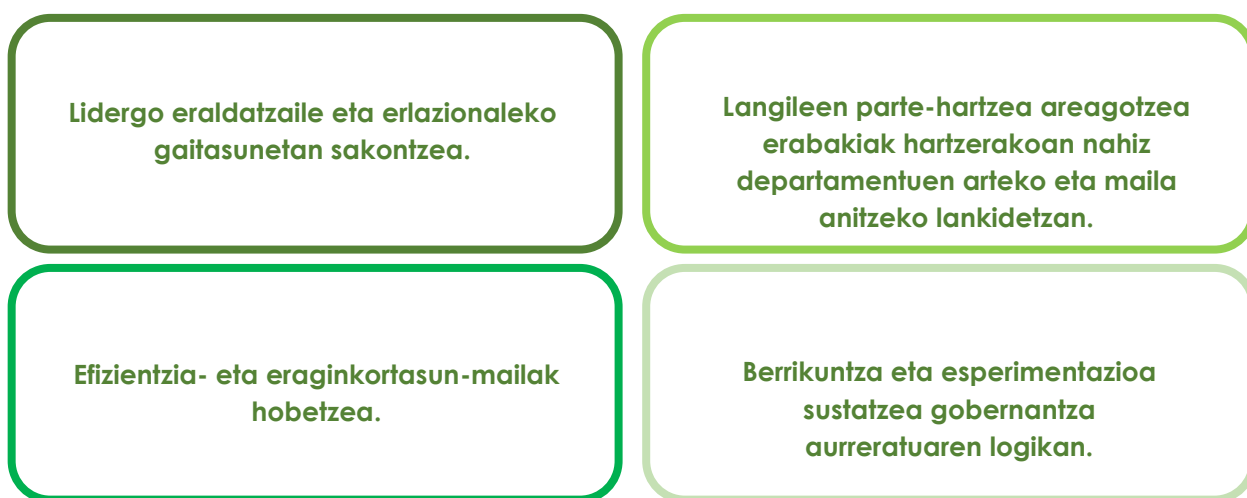 Lidergo eraldatzaile eta erlazionaleko
gaitasunetan sakontzea.
Langileen parte-hartzea areagotzea
erabakiak hartzerakoan nahiz
departamentuen arteko eta maila
anitzeko lankidetzan.
Efizientzia- eta eraginkortasun-mailak
hobetzea.
Berrikuntza eta esperimentazioa
sustatzea gobernantza
aurreratuaren logikan.